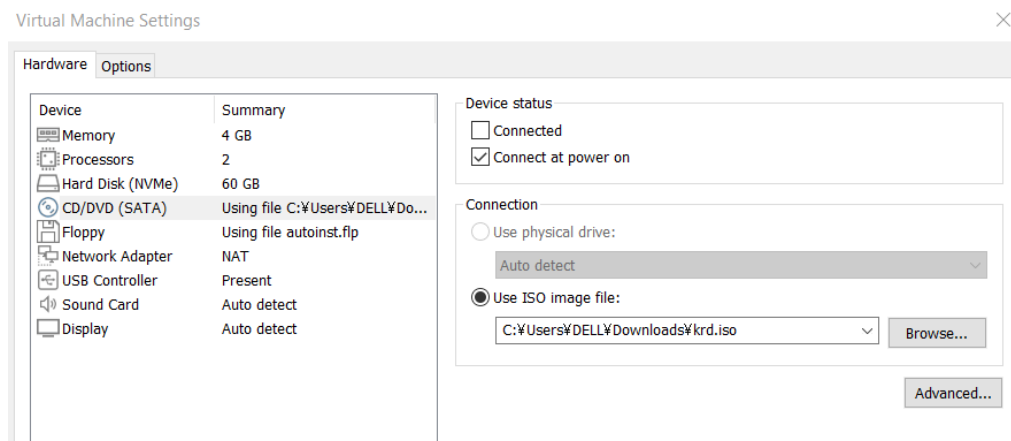 Virtual Machine Settings
Hardware Options
Device Summary
Memory 4 GB
Processors 2
Hard Disk (NVMe) 60 GB
CD/DVD (SATA) Using file C:¥Users¥DELL¥Do...
Floppy Using file autoinst.flp
Network Adapter NAT
USB Controller Present
Sound Card Auto detect
Display Auto detect
Device status
Connected
Connect at power on
Connection
Use physical drive:
Auto detect
Use ISO image file:
C:¥Users¥DELL¥Downloads¥krd.iso
Browse...
Advanced...